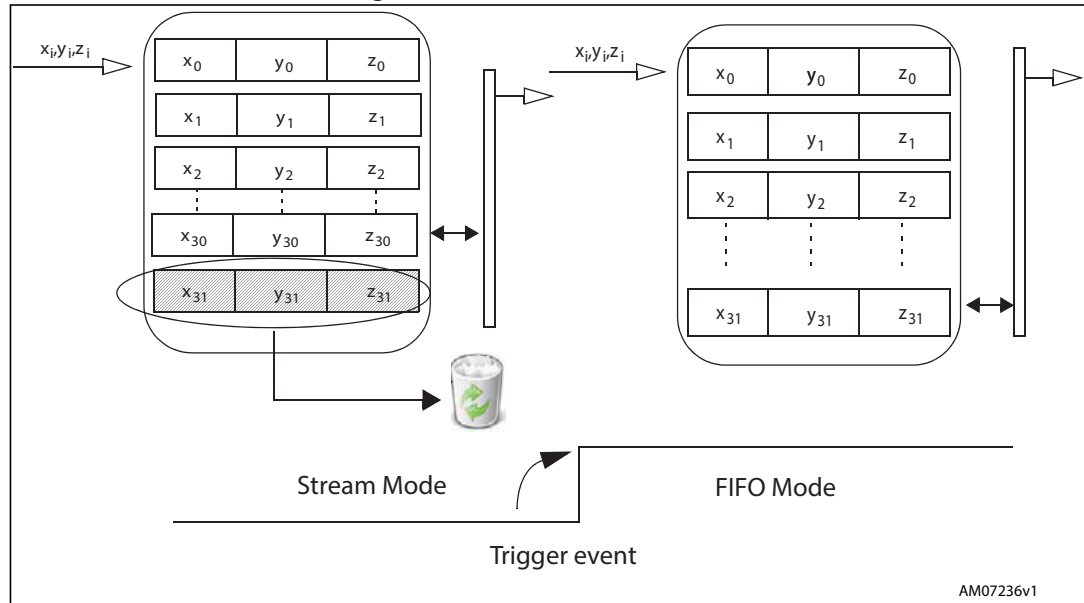 xᵢ,yᵢ,zᵢ
x₀ y₀ z₀
x₁ y₁ z₁
x₂ y₂ z₂
x₃₀ y₃₀ z₃₀
x₃₁ y₃₁ z₃₁
xᵢ,yᵢ,zᵢ
x₀ y₀ z₀
x₁ y₁ z₁
x₂ y₂ z₂
x₃₁ y₃₁ z₃₁
Stream Mode
FIFO Mode
Trigger event
AM07236v1